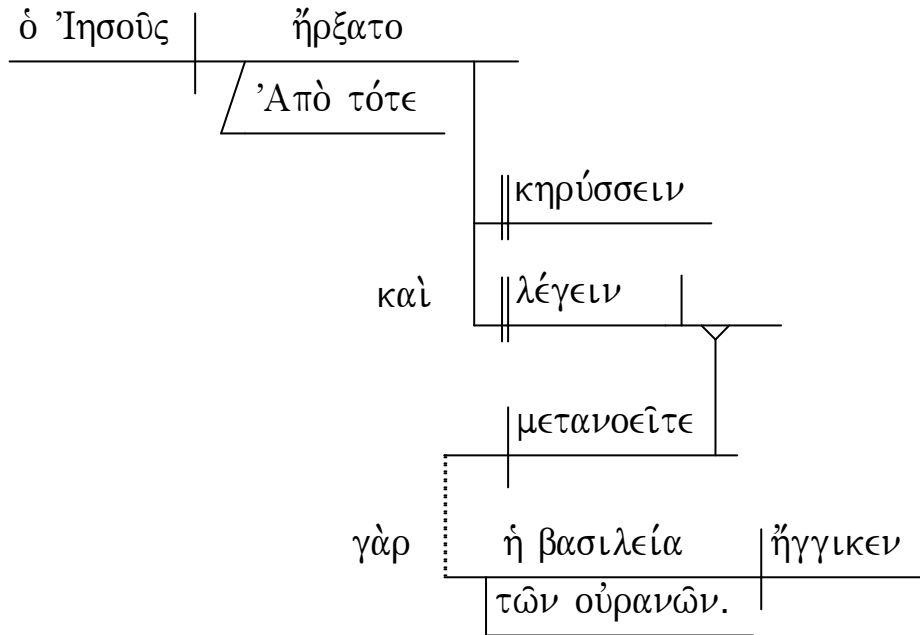 ὁ Ἰησοῦς ἤρξατο
Ἀπὸ τότε
κηρύσσειν
καὶ λέγειν
μετανοεῖτε
γὰρ ἡ βασιλεία ἤγγικεν
τῶν οὐρανῶν.